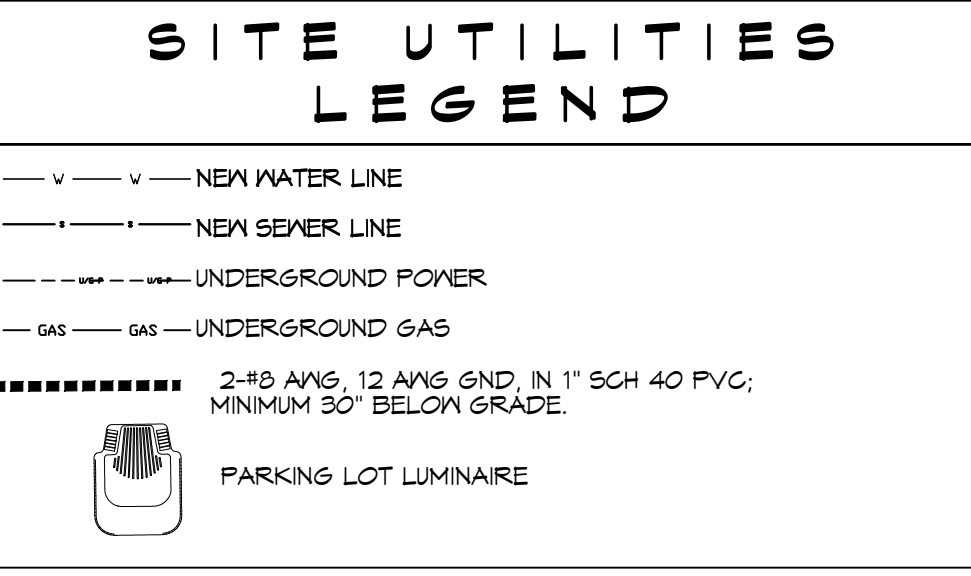 SITE UTILITIES
LEGEND
W W NEW WATER LINE
S S NEW SEWER LINE
U/G-P U/G-P UNDERGROUND POWER
GAS GAS UNDERGROUND GAS
2-#8 AWG, 12 AWG GND, IN 1" SCH 40 PVC;
MINIMUM 30" BELOW GRADE.
PARKING LOT LUMINAIRE